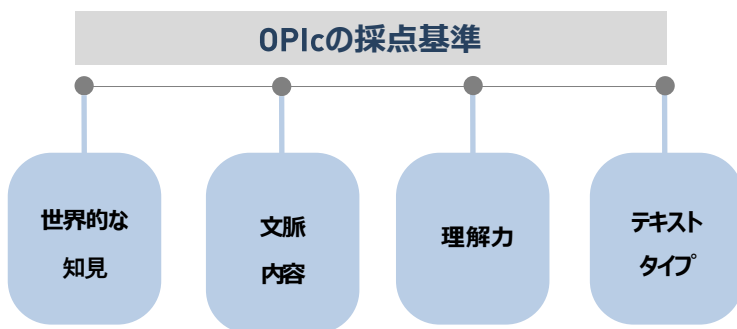 OPIcの採点基準
世界的な
知見
文脈
内容
理解力
テキスト
タイプ